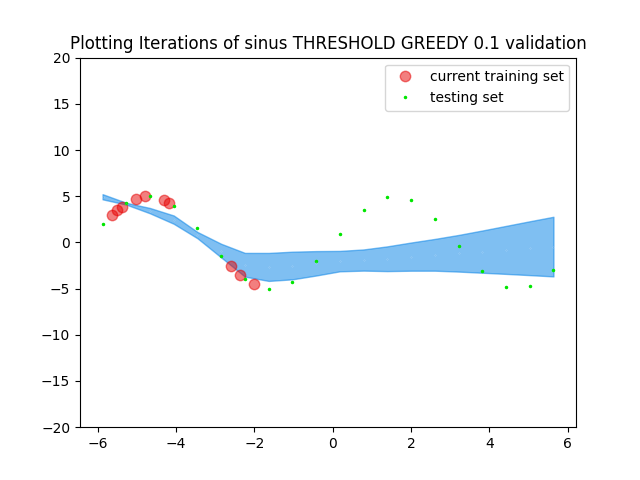 Plotting Iterations of sinus THRESHOLD GREEDY 0.1 validation
current training set
testing set
20
15
10
5
0
−5
−10
−15
−20
−6 −4 −2 0 2 4 6